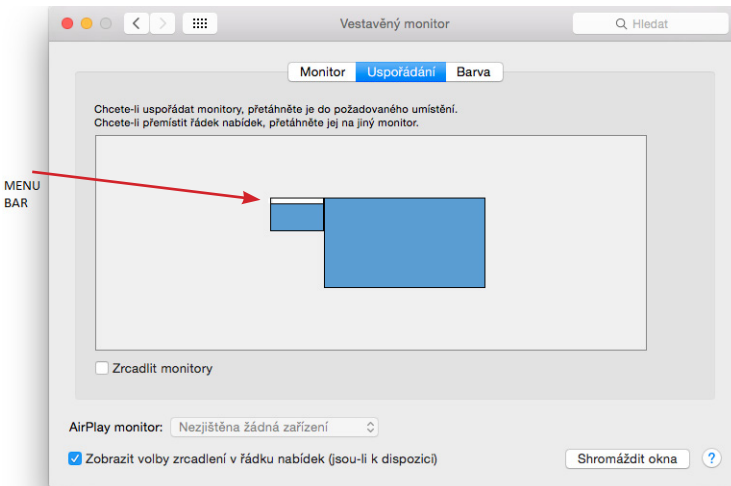 Vestavěný monitor
Hledat
Monitor Uspořádání Barva
Chcete-li uspořádat monitory, přetáhněte je do požadovaného umístění.
Chcete-li přemístit řádek nabídek, přetáhněte jej na jiný monitor.
MENU
BAR
Zrcadlit monitory
AirPlay monitor: Nezjištěna žádná zařízení
Zobrazit volby zrcadlení v řádku nabídek (jsou-li k dispozici)
Shromáždit okna ?